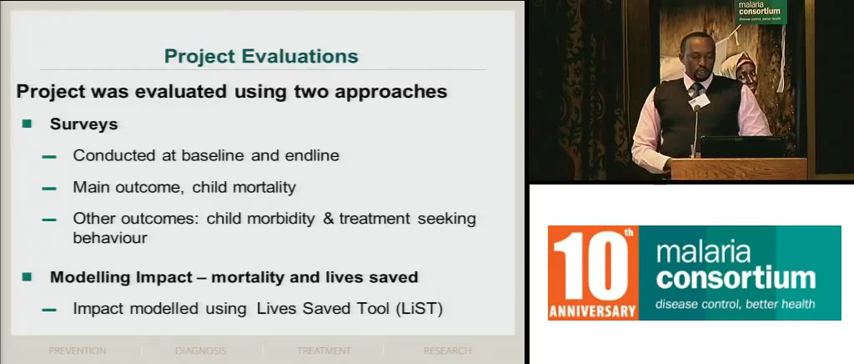 Project Evaluations
Project was evaluated using two approaches
Surveys
– Conducted at baseline and endline
– Main outcome, child mortality
– Other outcomes: child morbidity & treatment seeking
behaviour
Modelling Impact – mortality and lives saved
– Impact modelled using Lives Saved Tool (LiST)
PREVENTION DIAGNOSIS TREATMENT RESEARCH
malaria
consortium
disease control, better health
10th
ANNIVERSARY
malaria
consortium
disease control, better health